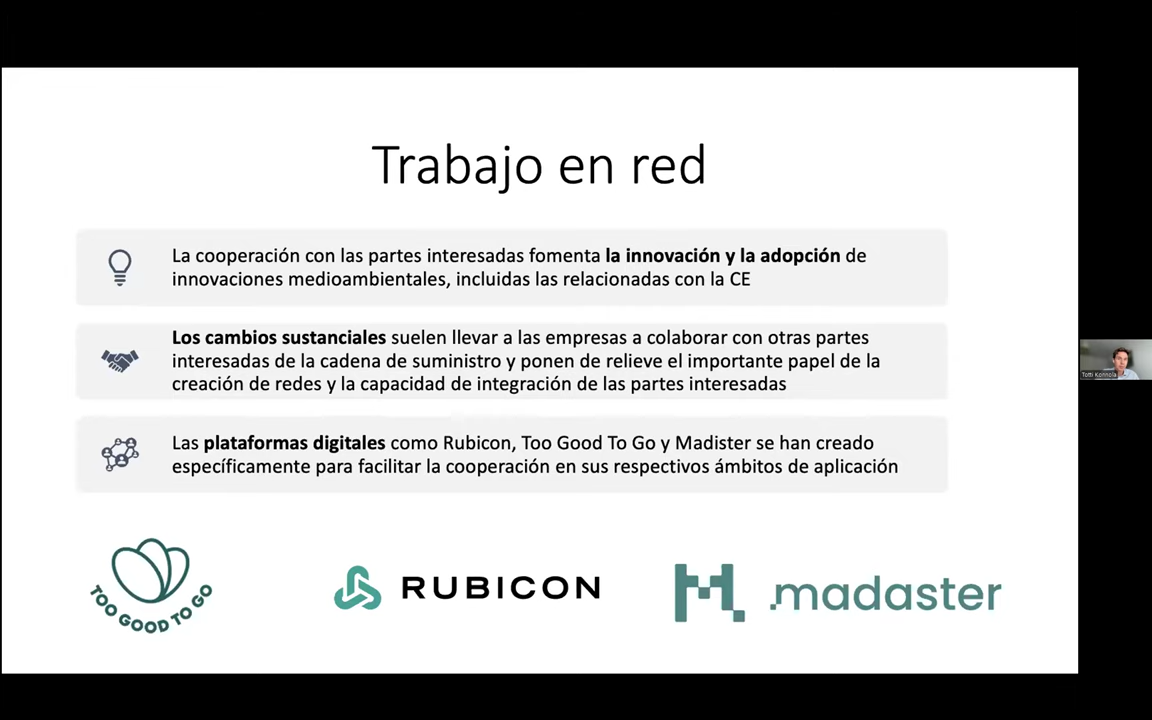 Trabajo en red
La cooperación con las partes interesadas fomenta la innovación y la adopción de
innovaciones medioambientales, incluidas las relacionadas con la CE
Los cambios sustanciales suelen llevar a las empresas a colaborar con otras partes
interesadas de la cadena de suministro y ponen de relieve el importante papel de la
creación de redes y la capacidad de integración de las partes interesadas
Las plataformas digitales como Rubicon, Too Good To Go y Madister se han creado
específicamente para facilitar la cooperación en sus respectivos ámbitos de aplicación
TOO GOOD TO GO
RUBICON
.madaster
Totti Könnölä